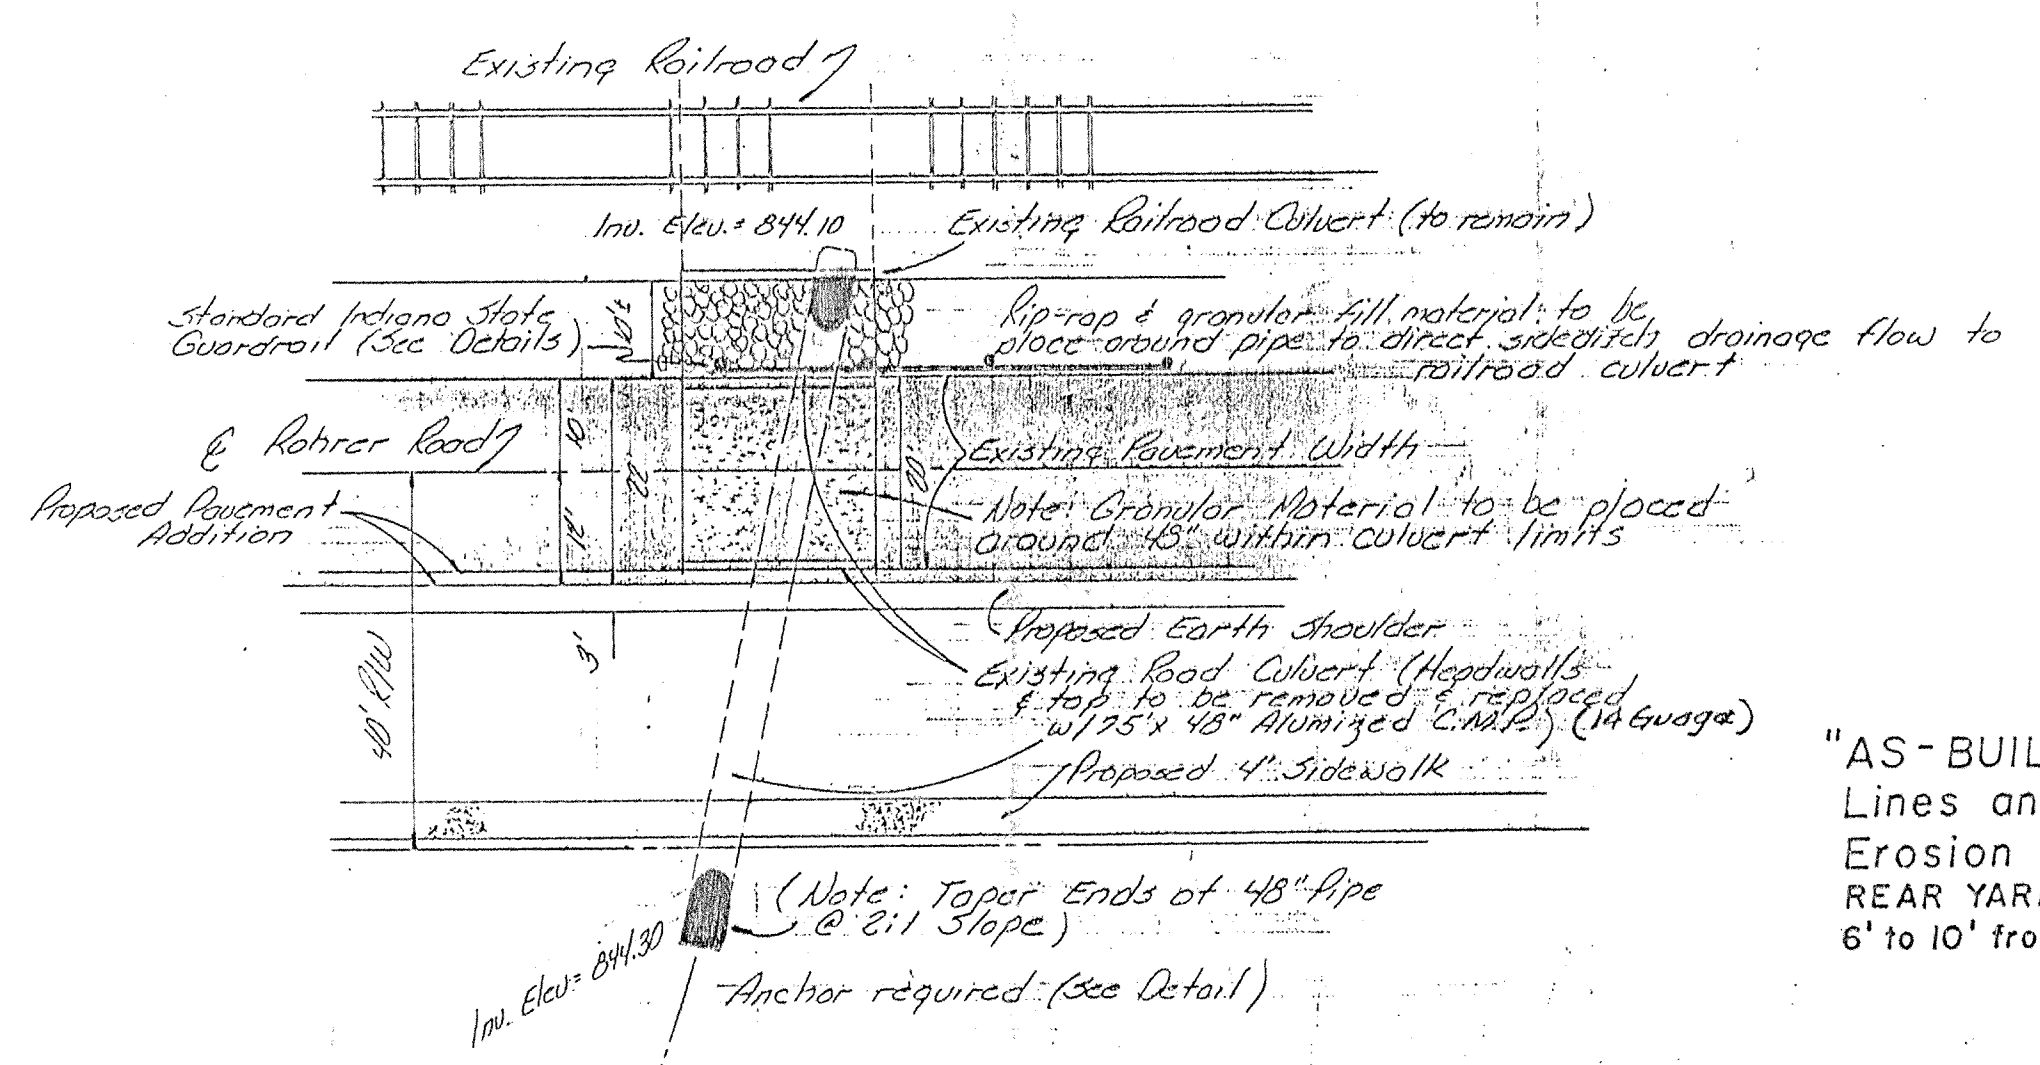 Existing Railroad
Inv. Elev. = 844.10
Existing Railroad Culvert (to remain)
Standard Indiana State
Guardrail (See Details)
10'±
Rip-rap & granular fill material to be
place around pipe to direct sideditch drainage flow to
railroad culvert
℄ Rohrer Road
10'
22'
20'
Existing Pavement Width
Proposed Pavement
Addition
12'
Note: Granular Material to be placed
around 48" within culvert limits
Proposed Earth Shoulder
3'
40' R/W
Existing Road Culvert (Headwalls
& top to be removed & replaced
w/75'x 48" Alumized C.M.P.) (14 Guage)
Proposed 4' Sidewalk
(Note: Taper Ends of 48" Pipe
@ 2:1 Slope)
Inv. Elev = 844.30
Anchor required (See Detail)
"AS-BUIL
Lines an
Erosion
REAR YAR
6' to 10' fro